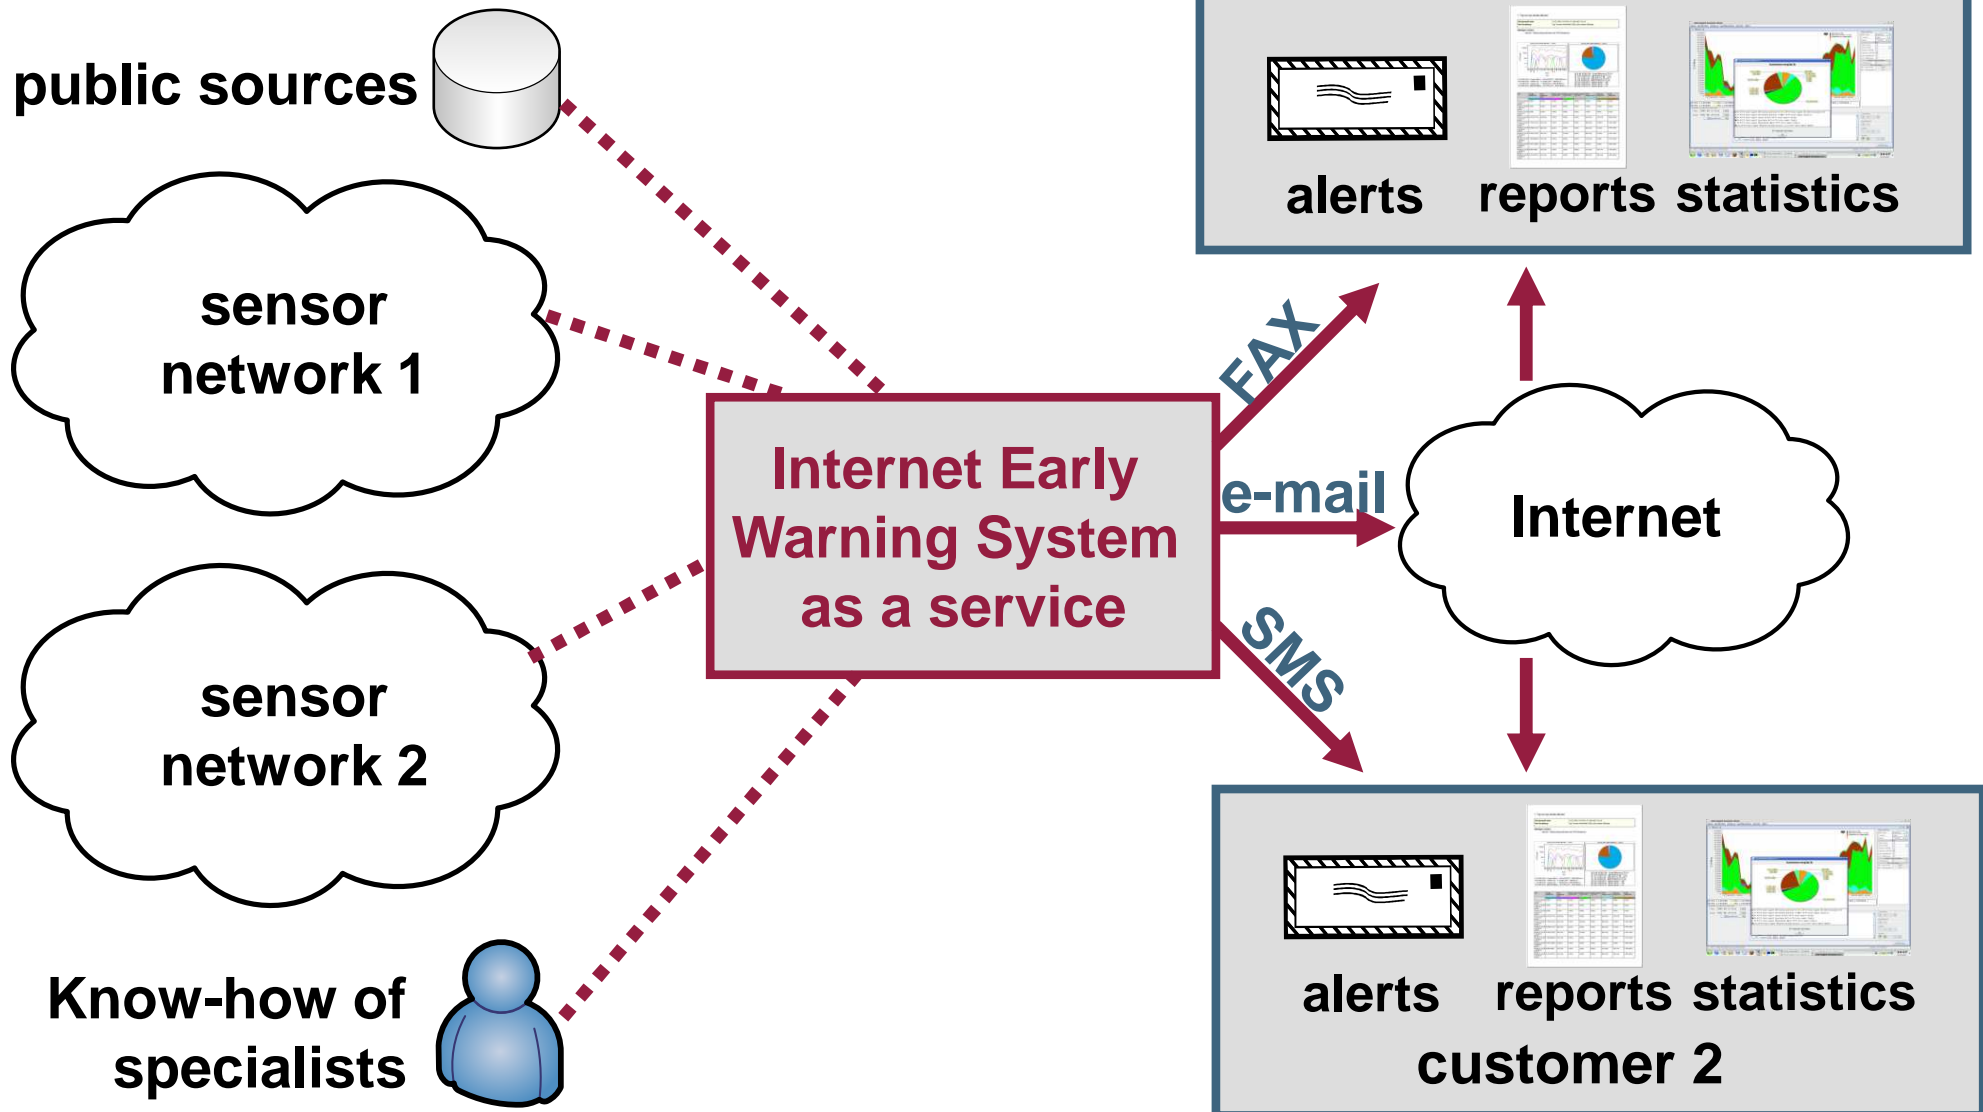 public sources
sensor
network 1
sensor
network 2
Know-how of
specialists
Internet Early
Warning System
as a service
FAX
e-mail
SMS
Internet
alerts
reports
statistics
alerts
reports
statistics
customer 2